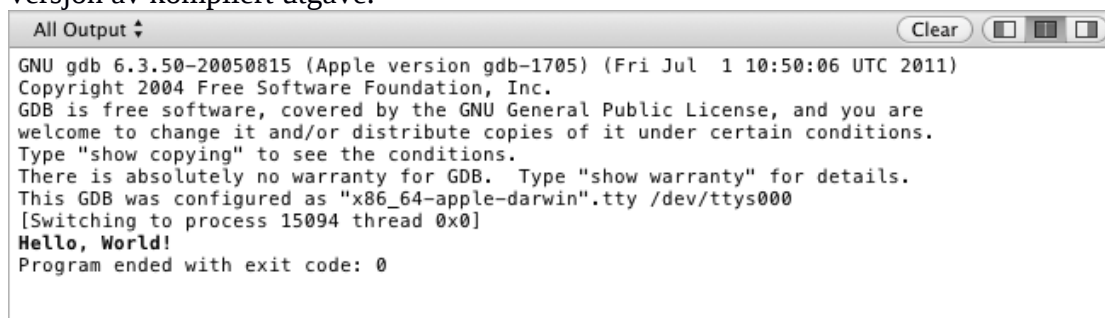 versjon av kompilert utgave.
All Output
Clear
GNU gdb 6.3.50-20050815 (Apple version gdb-1705) (Fri Jul  1 10:50:06 UTC 2011)
Copyright 2004 Free Software Foundation, Inc.
GDB is free software, covered by the GNU General Public License, and you are
welcome to change it and/or distribute copies of it under certain conditions.
Type "show copying" to see the conditions.
There is absolutely no warranty for GDB.  Type "show warranty" for details.
This GDB was configured as "x86_64-apple-darwin".tty /dev/ttys000
[Switching to process 15094 thread 0x0]
Hello, World!
Program ended with exit code: 0